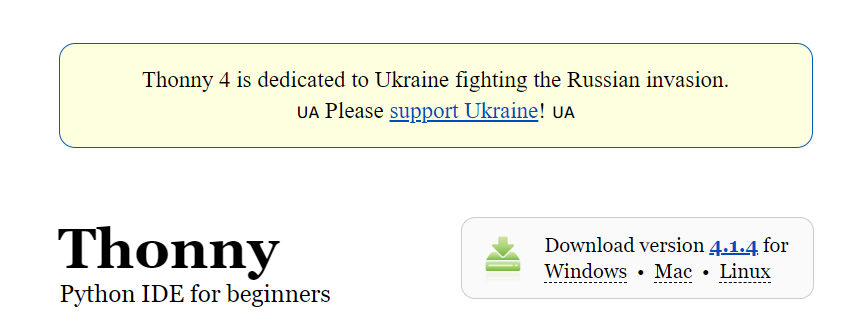 Thonny 4 is dedicated to Ukraine fighting the Russian invasion.
UA Please support Ukraine! UA
Thonny
Python IDE for beginners
Download version 4.1.4 for
Windows • Mac • Linux